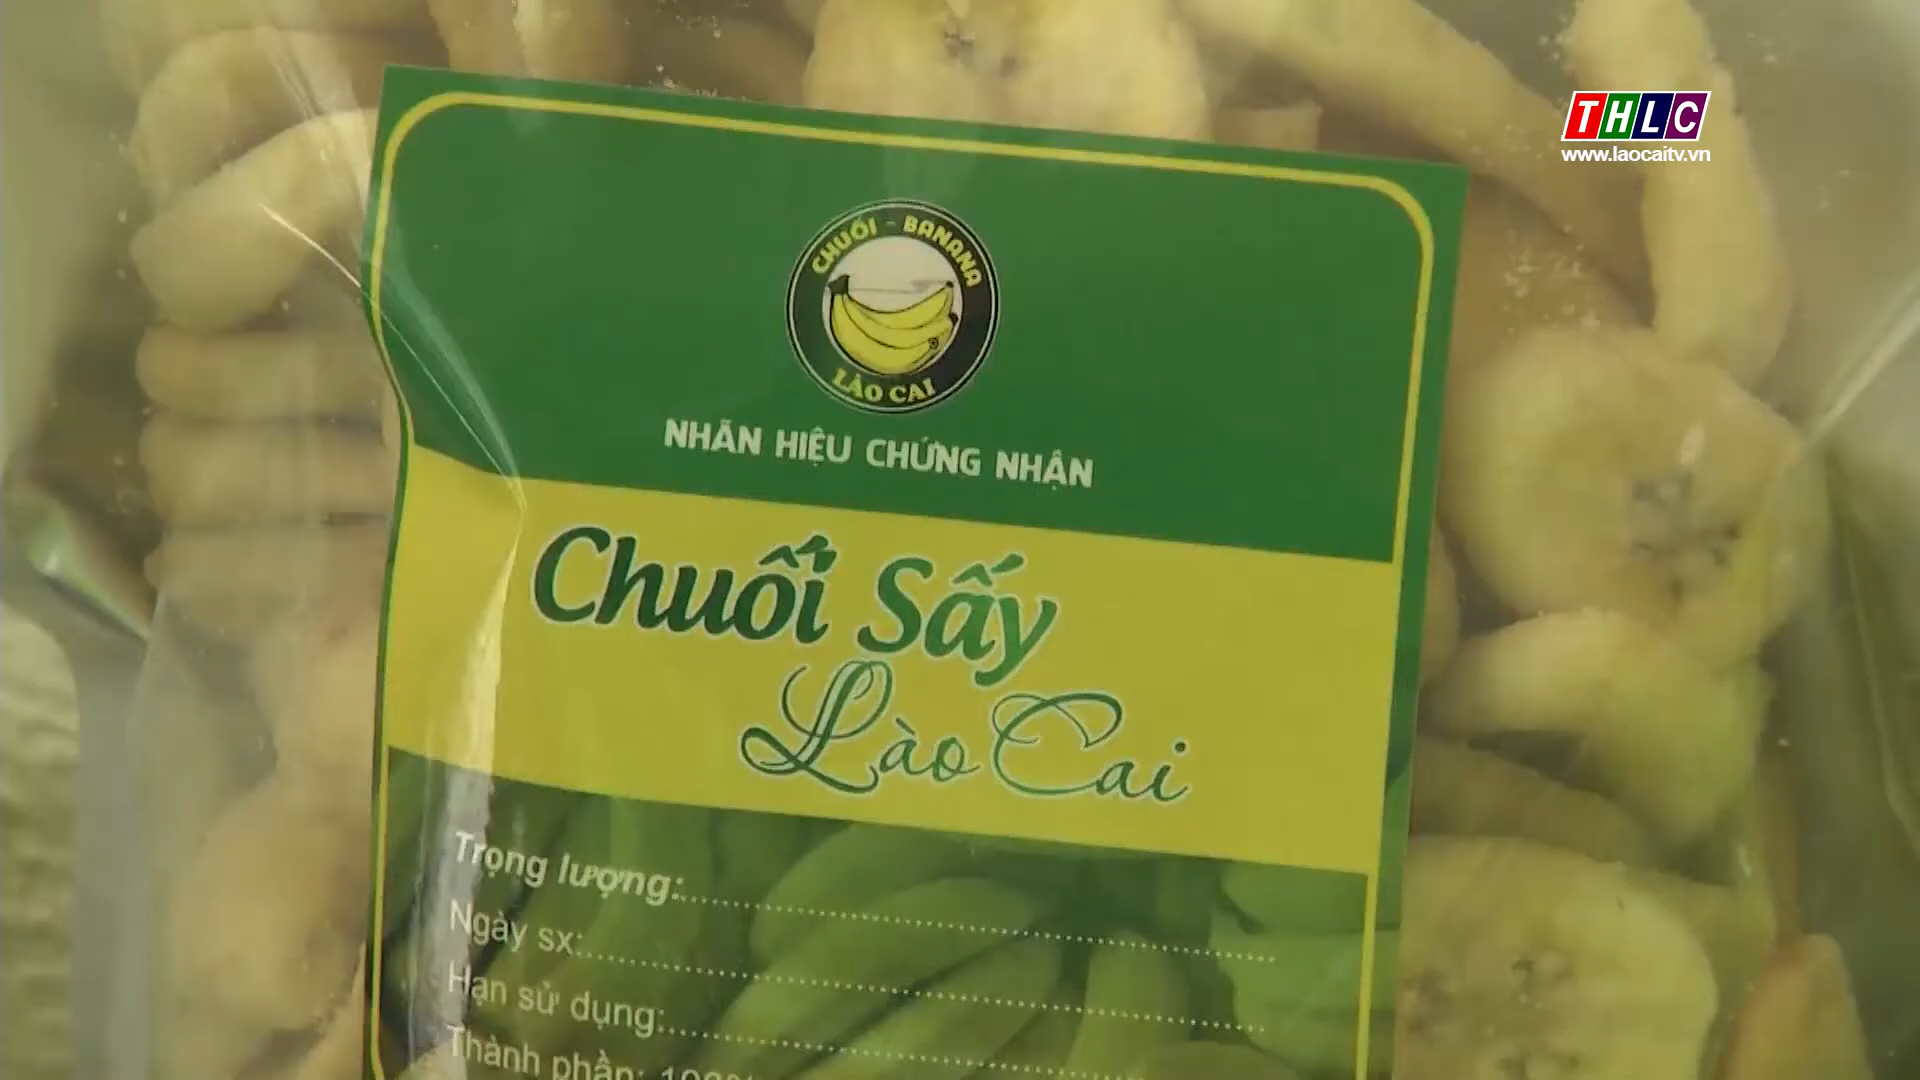 THLC
www.laocaitv.vn
CHUỐI - BANANA
LÀO CAI
NHÃN HIỆU CHỨNG NHẬN
Chuối Sấy
Lào Cai
Trọng lượng:
Ngày sx:
Hạn sử dụng:
Thành phần: